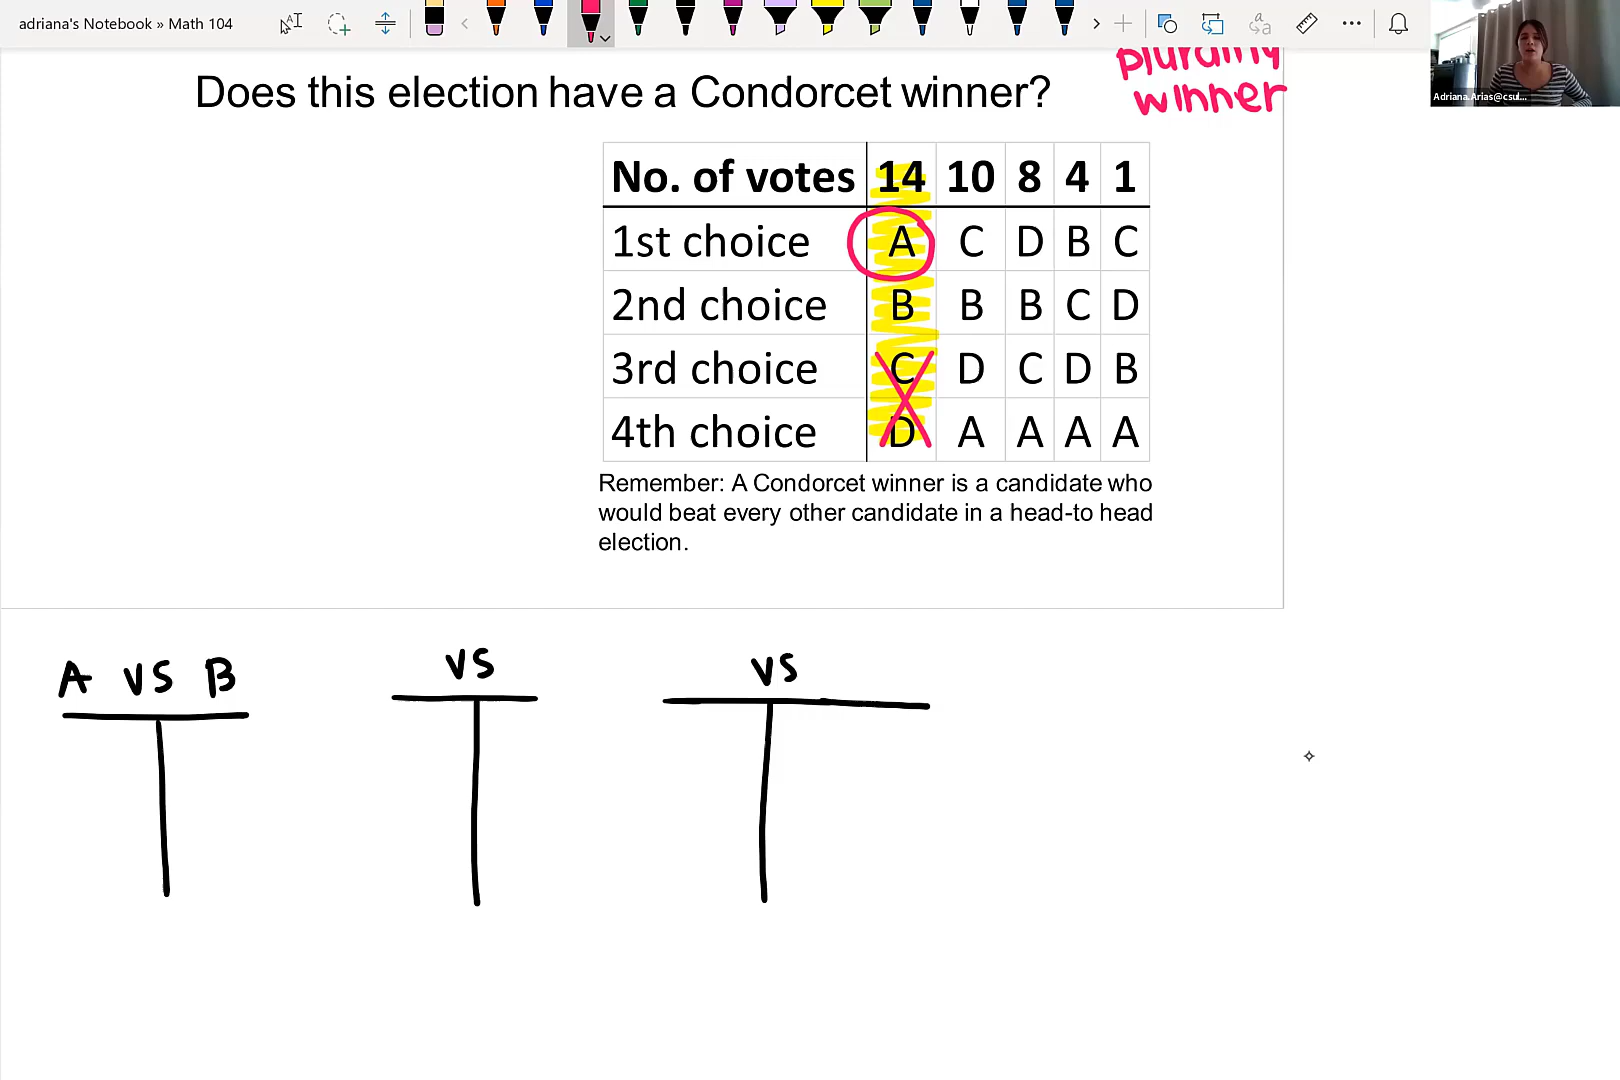 adriana's Notebook » Math 104
plurality
winner
Adriana.Arias@csul...
Does this election have a Condorcet winner?
No. of votes 14 10 8 4 1
1st choice A C D B C
2nd choice B B B C D
3rd choice C D C D B
4th choice D A A A A
Remember: A Condorcet winner is a candidate who
would beat every other candidate in a head-to head
election.
A vs B
vs
vs